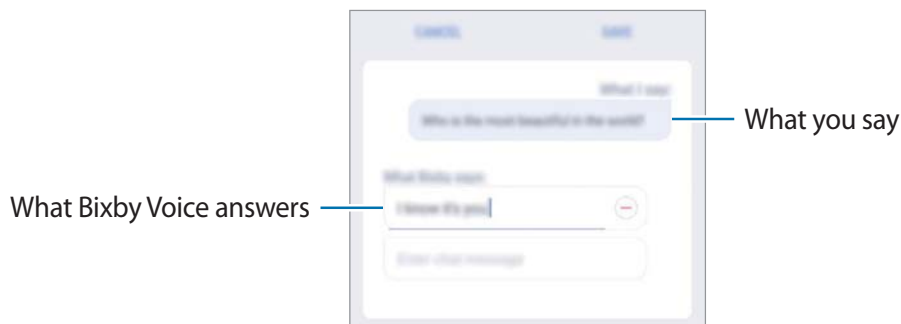 CANCEL SAVE
What I say:
Who is the most beautiful in the world?
What you say
What Bixby says:
What Bixby Voice answers
I know it's you.
Enter chat message